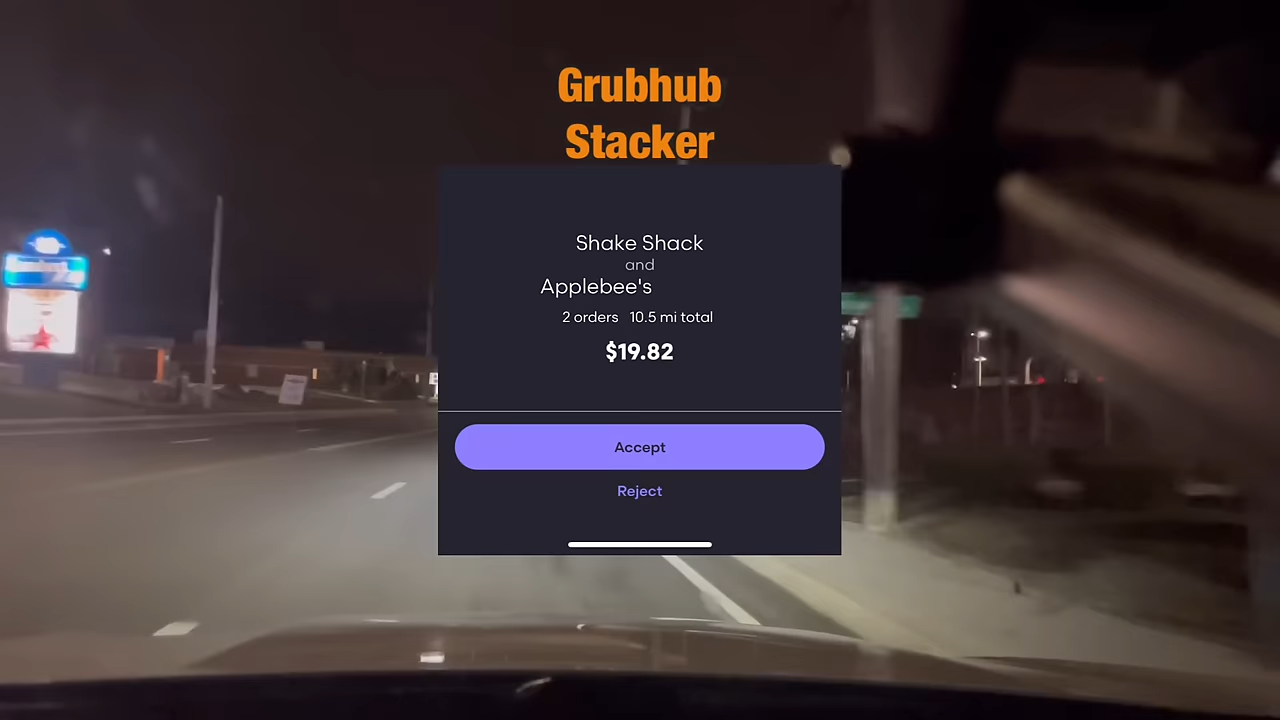 Grubhub
Stacker
Shake Shack
and
Applebee's
2 orders 10.5 mi total
$19.82
Accept
Reject